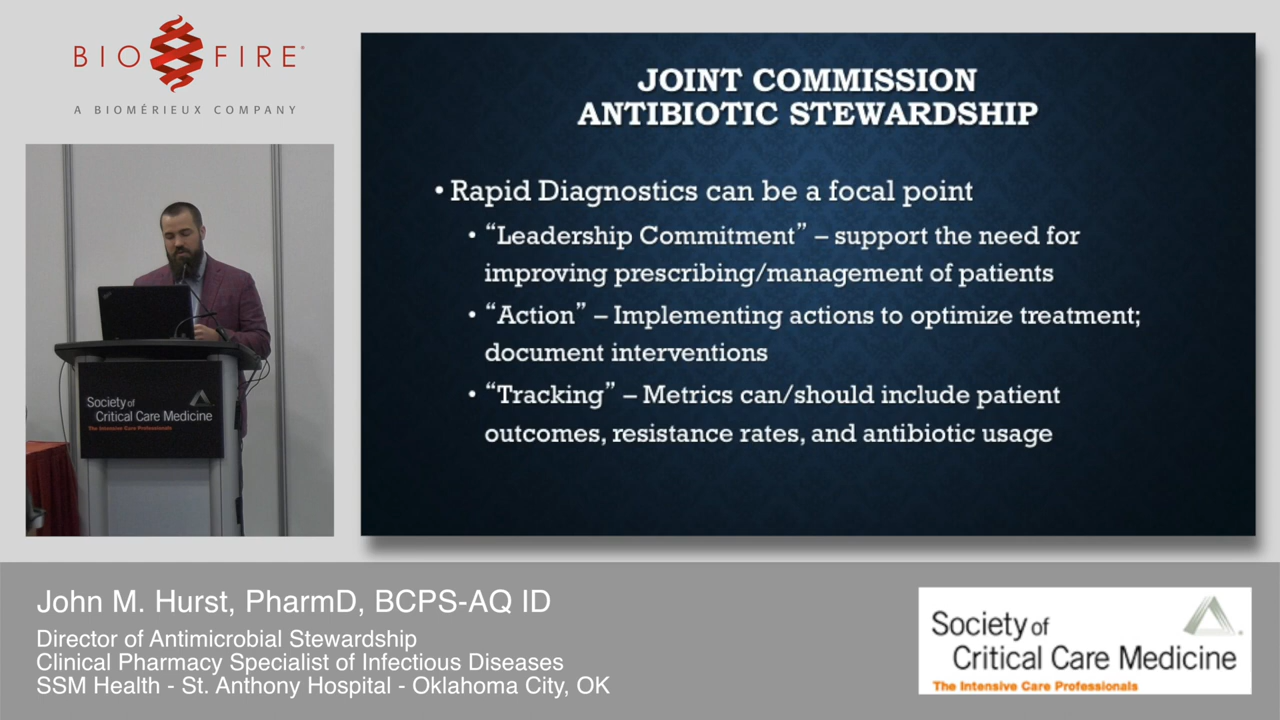 BIO FIRE®
A BIOMÉRIEUX COMPANY
JOINT COMMISSION
ANTIBIOTIC STEWARDSHIP
• Rapid Diagnostics can be a focal point
• “Leadership Commitment” – support the need for
improving prescribing/management of patients
• “Action” – Implementing actions to optimize treatment;
document interventions
• “Tracking” – Metrics can/should include patient
outcomes, resistance rates, and antibiotic usage
Society of
Critical Care Medicine
The Intensive Care Professionals
John M. Hurst, PharmD, BCPS-AQ ID
Director of Antimicrobial Stewardship
Clinical Pharmacy Specialist of Infectious Diseases
SSM Health - St. Anthony Hospital - Oklahoma City, OK
Society of
Critical Care Medicine
The Intensive Care Professionals